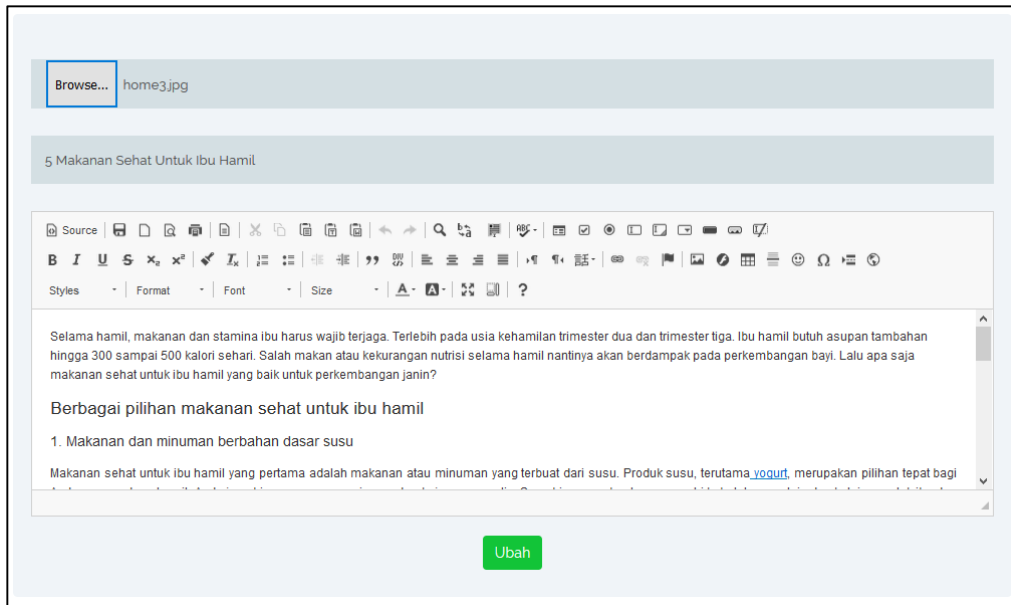 Browse... home3.jpg
5 Makanan Sehat Untuk Ibu Hamil
Source
Styles Format Font Size
Selama hamil, makanan dan stamina ibu harus wajib terjaga. Terlebih pada usia kehamilan trimester dua dan trimester tiga. Ibu hamil butuh asupan tambahan
hingga 300 sampai 500 kalori sehari. Salah makan atau kekurangan nutrisi selama hamil nantinya akan berdampak pada perkembangan bayi. Lalu apa saja
makanan sehat untuk ibu hamil yang baik untuk perkembangan janin?
Berbagai pilihan makanan sehat untuk ibu hamil
1. Makanan dan minuman berbahan dasar susu
Makanan sehat untuk ibu hamil yang pertama adalah makanan atau minuman yang terbuat dari susu. Produk susu, terutama yogurt, merupakan pilihan tepat bagi
Ubah